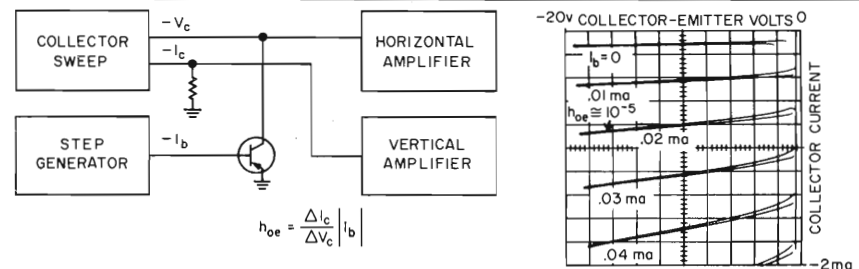 COLLECTOR
SWEEP
−Vc
−Ic
HORIZONTAL
AMPLIFIER
STEP
GENERATOR
−Ib
VERTICAL
AMPLIFIER
hoe = ΔIc/ΔVc | Ib
−20v COLLECTOR-EMITTER VOLTS 0
Ib=0
.01 ma
hoe≅10⁻⁵
.02 ma
.03 ma
.04 ma
COLLECTOR CURRENT
−2ma